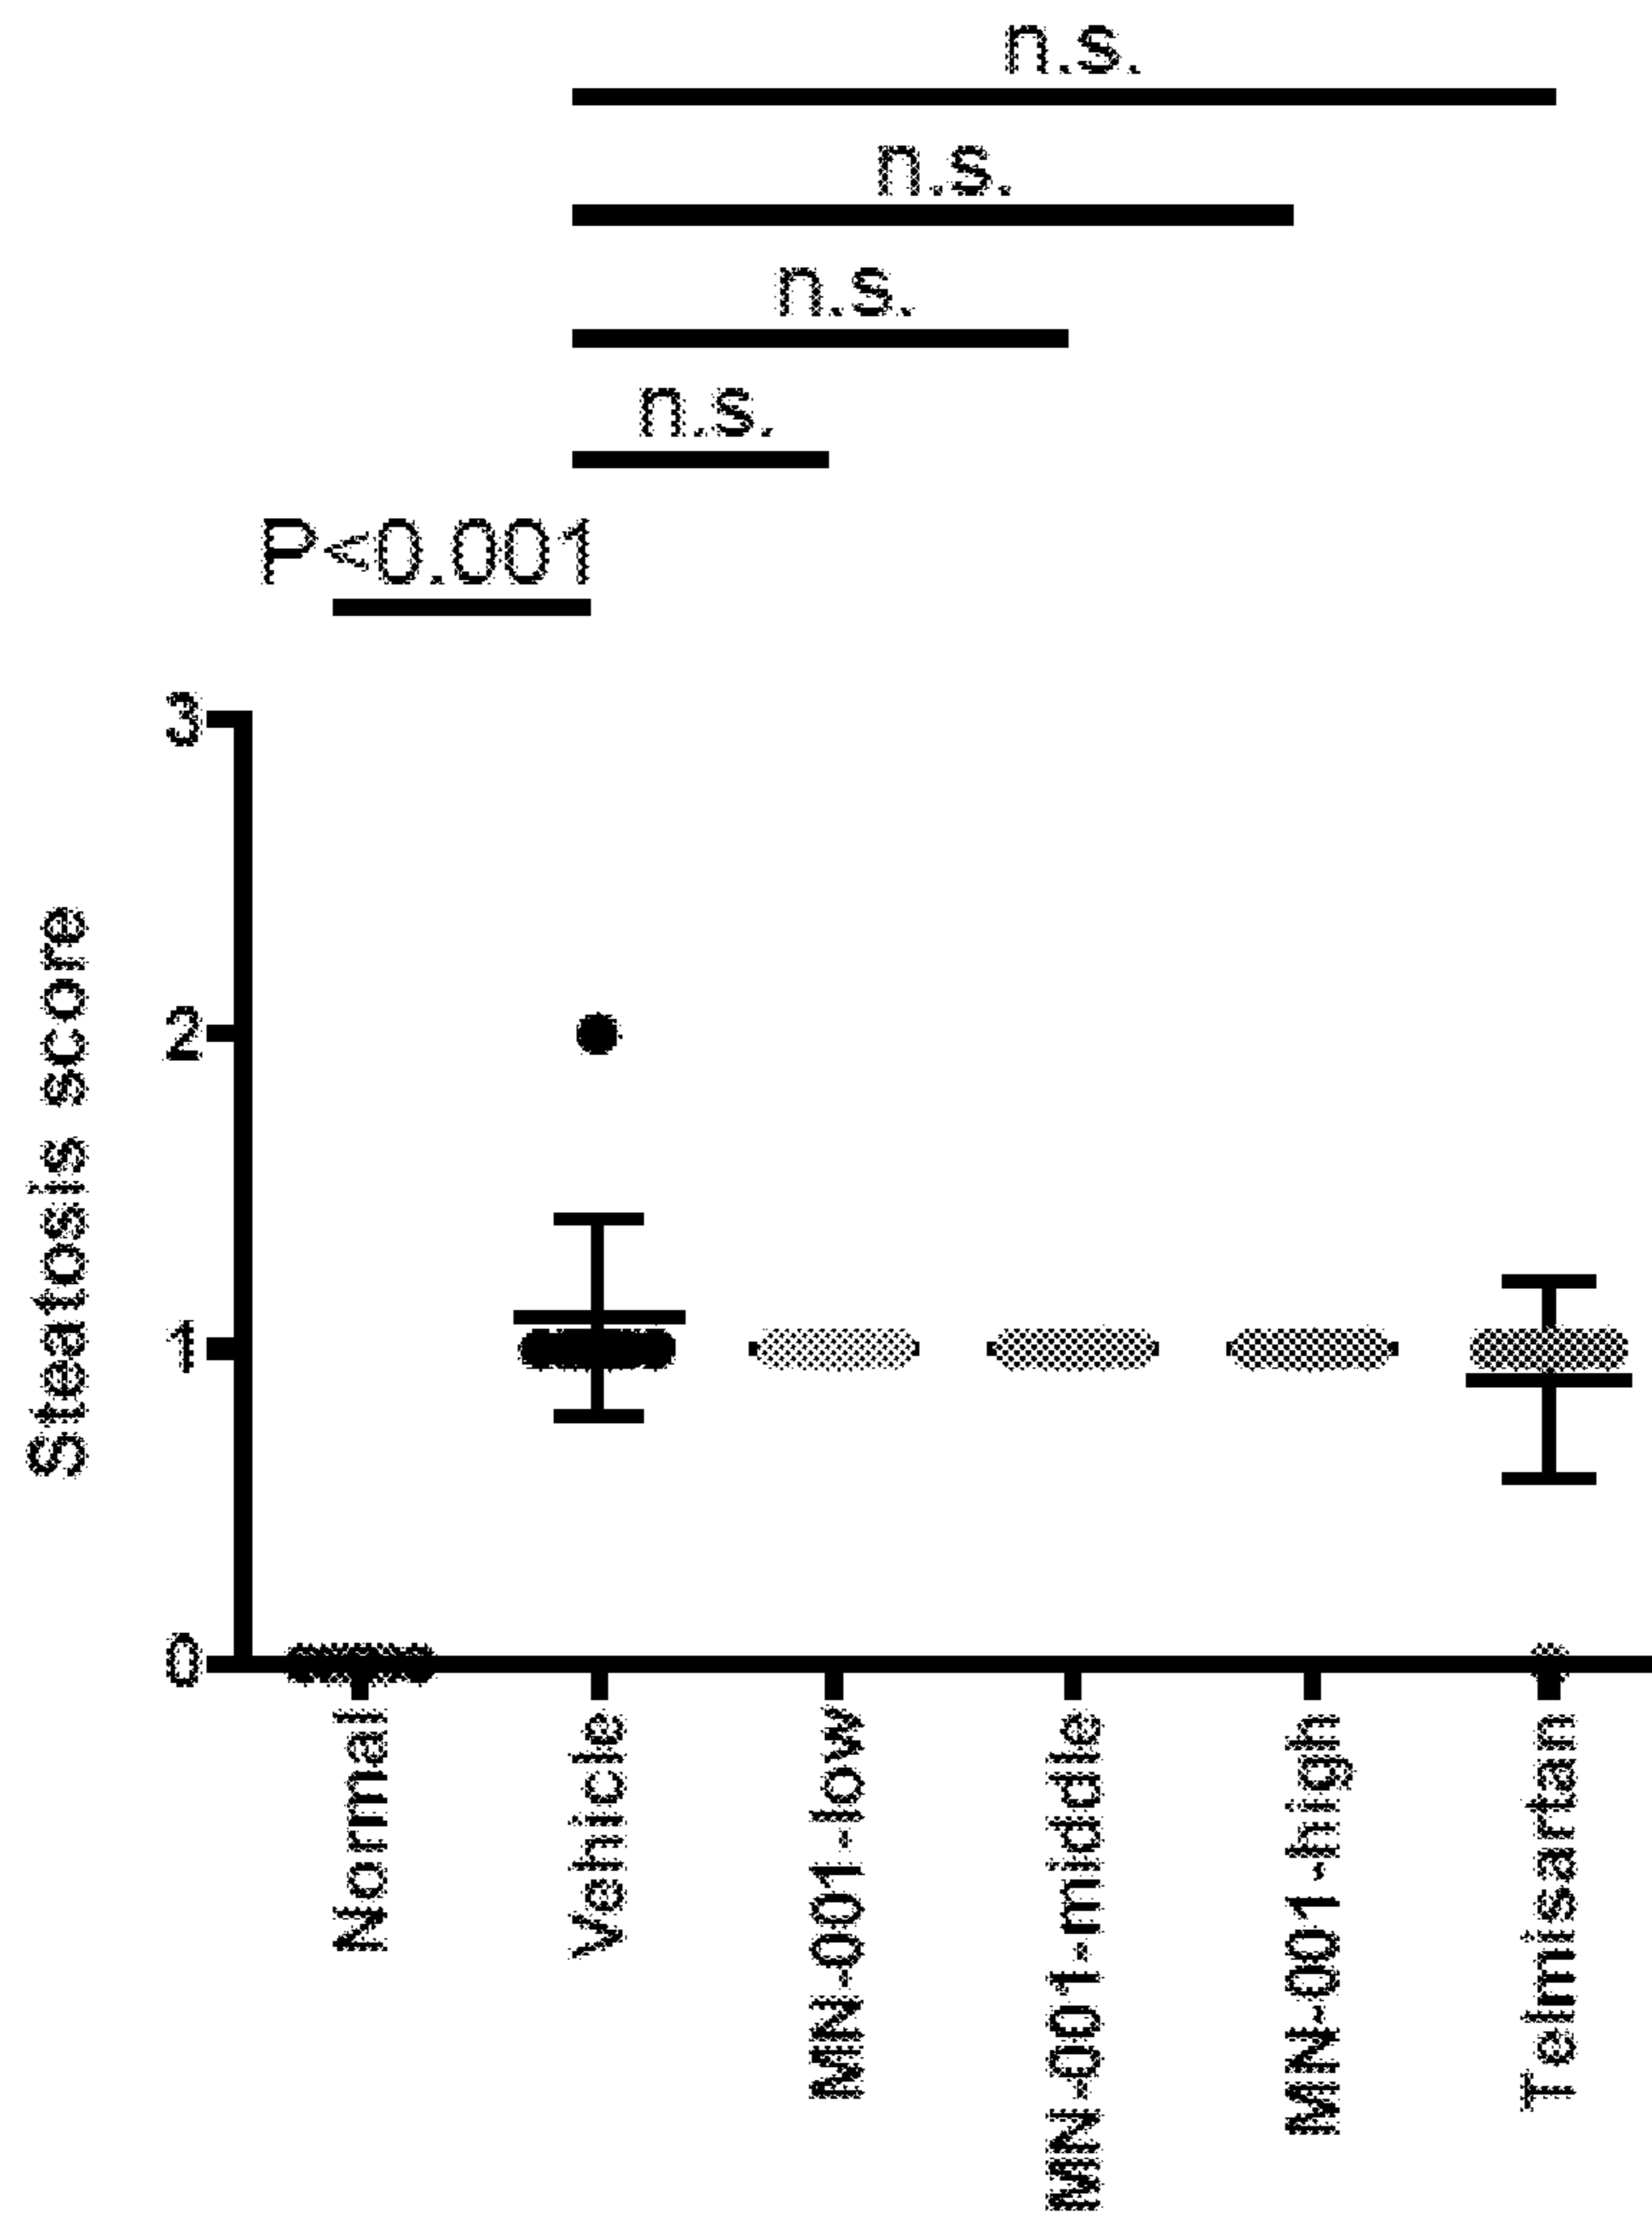 n.s.
n.s.
n.s.
n.s.
P<0.001
3
2
1
0
Steatosis score
Normal
Vehicle
MN-001-low
MN-001-middle
MN-001-high
Telmisartan